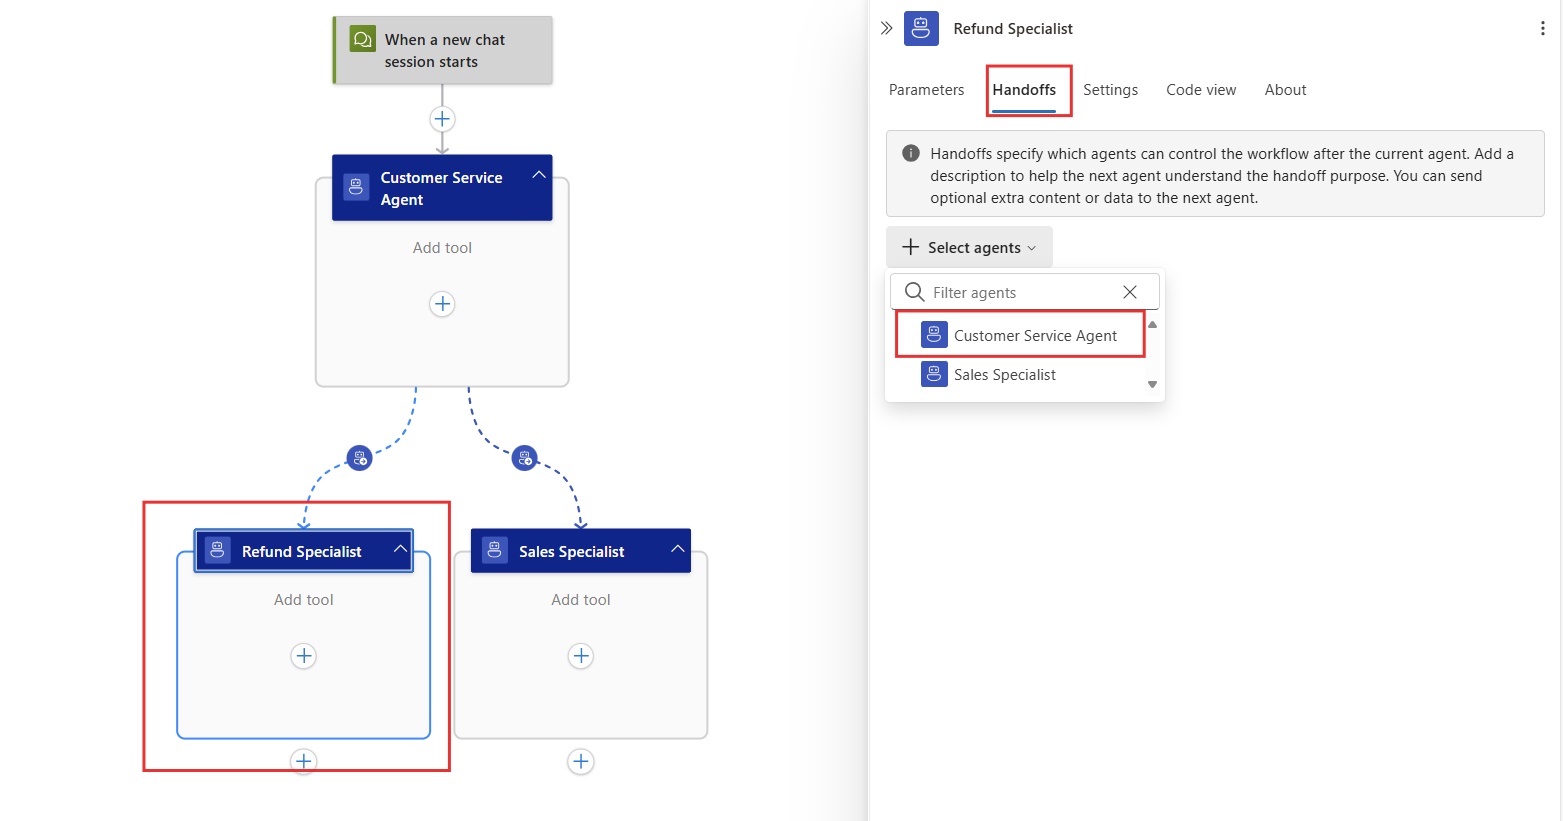 When a new chat
session starts
Customer Service
Agent
Add tool
Refund Specialist
Add tool
Sales Specialist
Add tool
Refund Specialist
Parameters
Handoffs
Settings
Code view
About
Handoffs specify which agents can control the workflow after the current agent. Add a
description to help the next agent understand the handoff purpose. You can send
optional extra content or data to the next agent.
Select agents
Filter agents
Customer Service Agent
Sales Specialist